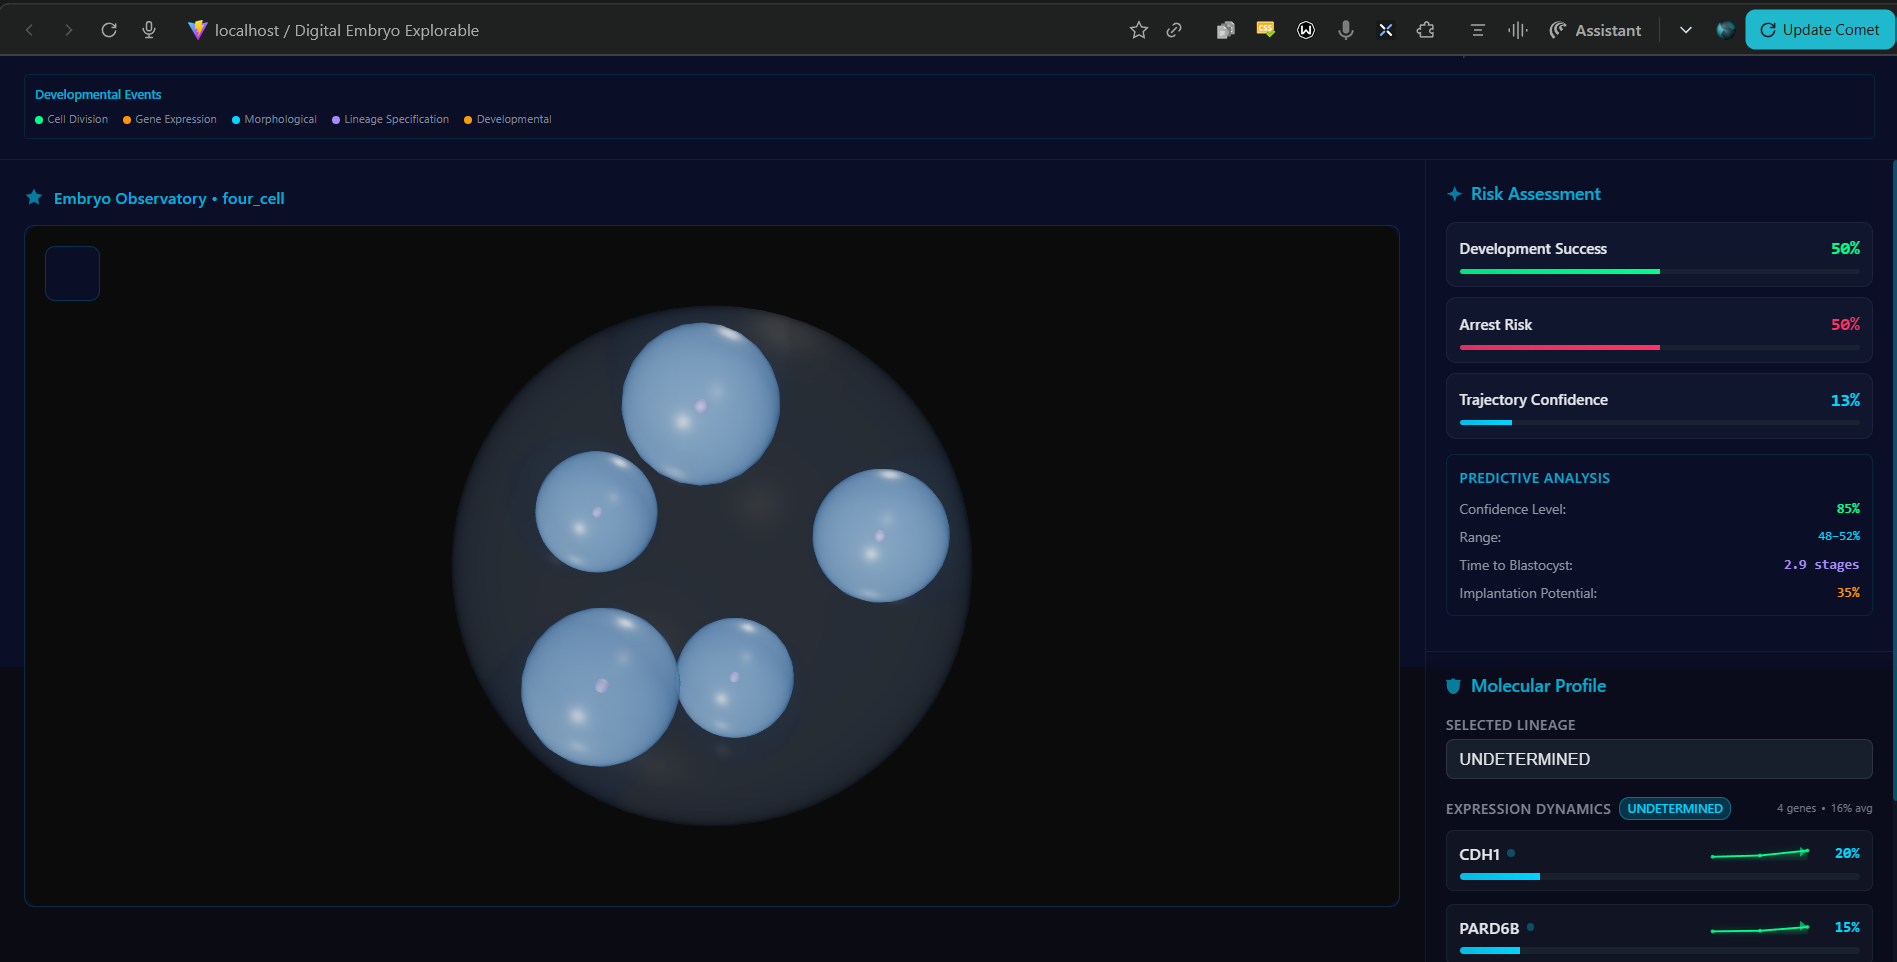 localhost / Digital Embryo Explorable
Assistant
Update Comet
Developmental Events
Cell Division
Gene Expression
Morphological
Lineage Specification
Developmental
Embryo Observatory • four_cell
Risk Assessment
Development Success 50%
Arrest Risk 50%
Trajectory Confidence 13%
PREDICTIVE ANALYSIS
Confidence Level: 85%
Range: 48–52%
Time to Blastocyst: 2.9 stages
Implantation Potential: 35%
Molecular Profile
SELECTED LINEAGE
UNDETERMINED
EXPRESSION DYNAMICS UNDETERMINED 4 genes • 16% avg
CDH1 20%
PARD6B 15%